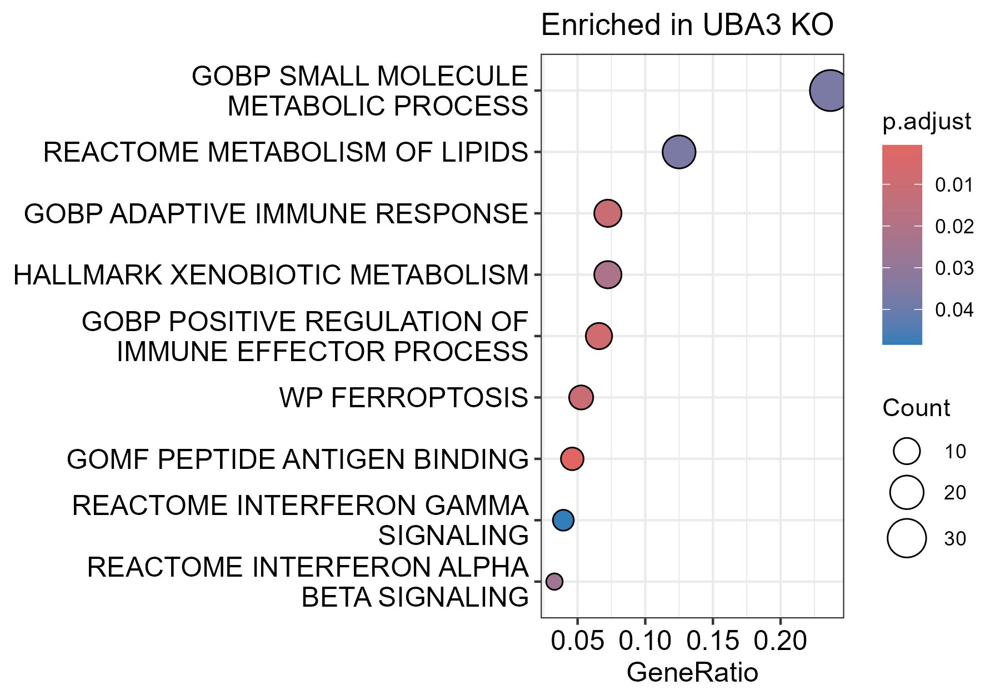 Enriched in UBA3 KO
GOBP SMALL MOLECULE
METABOLIC PROCESS
REACTOME METABOLISM OF LIPIDS
GOBP ADAPTIVE IMMUNE RESPONSE
HALLMARK XENOBIOTIC METABOLISM
GOBP POSITIVE REGULATION OF
IMMUNE EFFECTOR PROCESS
WP FERROPTOSIS
GOMF PEPTIDE ANTIGEN BINDING
REACTOME INTERFERON GAMMA
SIGNALING
REACTOME INTERFERON ALPHA
BETA SIGNALING
0.05 0.10 0.15 0.20
GeneRatio
p.adjust
0.01
0.02
0.03
0.04
Count
10
20
30